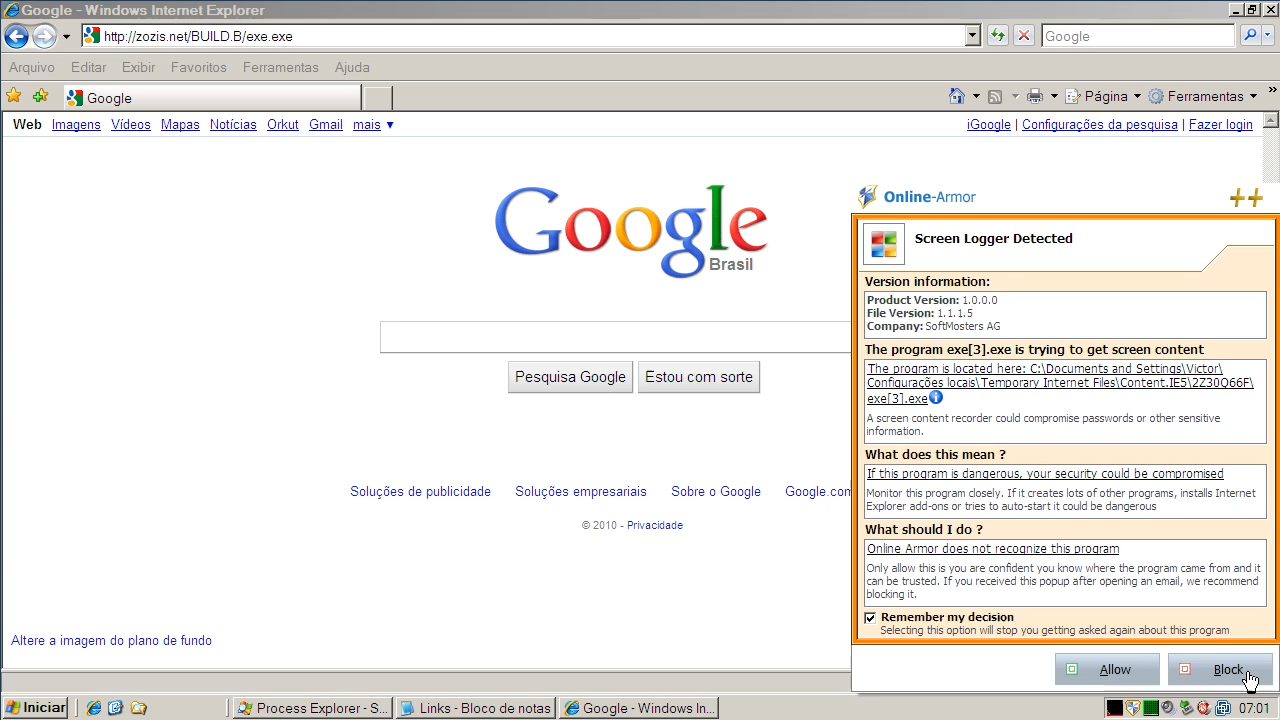 Google - Windows Internet Explorer
http://zozis.net/BUILD.B/exe.exe
Google
Arquivo Editar Exibir Favoritos Ferramentas Ajuda
Google
Página Ferramentas
Web Imagens Vídeos Mapas Notícias Orkut Gmail mais ▼
iGoogle | Configurações da pesquisa | Fazer login
Google
Brasil
Pesquisa Google Estou com sorte
Soluções de publicidade Soluções empresariais Sobre o Google Google com
© 2010 - Privacidade
Altere a imagem do plano de fundo
Online-Armor ++
Screen Logger Detected
Version information:
Product Version: 1.0.0.0
File Version: 1.1.1.5
Company: SoftMosters AG
The program exe[3].exe is trying to get screen content
The program is located here: C:\Documents and Settings\Victor\
Configurações locais\Temporary Internet Files\Content.IE5\2Z30Q66F\
exe[3].exe
A screen content recorder could compromise passwords or other sensitive
information.
What does this mean ?
If this program is dangerous, your security could be compromised
Monitor this program closely. If it creates lots of other programs, installs Internet
Explorer add-ons or tries to auto-start it could be dangerous
What should I do ?
Online Armor does not recognize this program
Only allow this is you are confident you know where the program came from and it
can be trusted. If you received this popup after opening an email, we recommend
blocking it.
Remember my decision
Selecting this option will stop you getting asked again about this program
Allow Block
Iniciar Process Explorer - S... Links - Bloco de notas Google - Windows In... 07:01